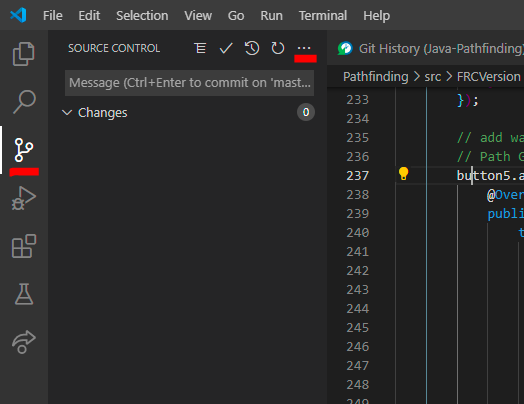 File Edit Selection View Go Run Terminal Help
SOURCE CONTROL
Message (Ctrl+Enter to commit on 'mast...
Changes 0
Git History (Java-Pathfinding)
Pathfinding > src > FRCVersion
233 });
234
235 // add wa
236 // Path G
237 button5.a
238 @Over
239 publi
240 t
241
242
243
244
245
246
247
248
249